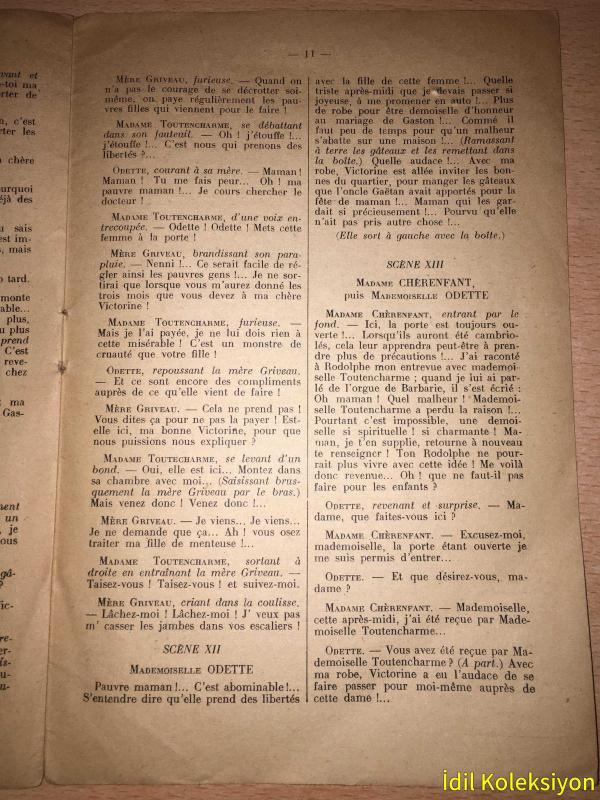 — 11 —
MÈRE GRIVEAU, furieuse. — Quand on
n'a pas le courage de se décrotter soi-
même, on paye régulièrement les pau-
vres filles qui viennent pour le faire !
MADAME TOUTENCHARME, se débattant
dans son fauteuil. — Oh ! j'étouffe !...
j'étouffe !... C'est nous qui prenons des
libertés ?...
ODETTE, courant à sa mère. — Maman !
Maman ! Tu me fais peur... Oh ! ma
pauvre maman !... Je cours chercher le
docteur !
MADAME TOUTENCHARME, d'une voix en-
trecoupée. — Odette ! Odette ! Mets cette
femme à la porte !
MÈRE GRIVEAU, brandissant son para-
pluie. — Nenni !... Ce serait facile de ré-
gler ainsi les pauvres gens !... Je ne sor-
tirai que lorsque vous m'aurez donné les
trois mois que vous devez à ma chère
Victorine !
MADAME TOUTENCHARME, furieuse. —
Mais je l'ai payée, je ne lui dois rien à
cette misérable ! C'est un monstre de
cruauté que votre fille !
ODETTE, repoussant la mère Griveau.
— Et ce sont encore des compliments
auprès de ce qu'elle vient de faire !
MÈRE GRIVEAU. — Cela ne prend pas !
Vous dites ça pour ne pas la payer ! Est-
elle ici, ma bonne Victorine, pour que
nous puissions nous expliquer ?
MADAME TOUTECHARME, se levant d'un
bond. — Oui, elle est ici... Montez dans
sa chambre avec moi... (Saisissant brus-
quement la mère Griveau par le bras.)
Mais venez donc ! Venez donc !...
MÈRE GRIVEAU. — Je viens... Je viens...
Je ne demande que ça... Ah ! vous osez
traiter ma fille de menteuse !...
MADAME TOUTENCHARME, sortant à
droite en entraînant la mère Griveau. —
Taisez-vous ! Taisez-vous ! et suivez-moi.
MÈRE GRIVEAU, criant dans la coulisse.
— Lâchez-moi ! Lâchez-moi ! J' veux pas
m' casser les jambes dans vos escaliers !
SCÈNE XII
MADEMOISELLE ODETTE
Pauvre maman !... C'est abominable !...
S'entendre dire qu'elle prend des libertés
avec la fille de cette femme !... Quelle
triste après-midi que je devais passer si
joyeuse, à me promener en auto !... Plus
de robe pour être demoiselle d'honneur
au mariage de Gaston !... Comme il
faut peu de temps pour qu'un malheur
s'abatte sur une maison !... (Ramassant
à terre les gâteaux et les remettant dans
la boîte.) Quelle audace !... Avec ma
robe, Victorine est allée inviter les bon-
nes du quartier, pour manger les gâteaux
que l'oncle Gaëtan avait apportés pour la
fête de maman !... Maman qui les gar-
dait si précieusement !... Pourvu qu'elle
n'ait pas pris autre chose !...
(Elle sort à gauche avec la boîte.)
SCÈNE XIII
MADAME CHÈRENFANT,
puis MADEMOISELLE ODETTE
MADAME CHÈRENFANT, entrant par le
fond. — Ici, la porte est toujours ou-
verte !... Lorsqu'ils auront été cambrio-
lés, cela leur apprendra peut-être à pren-
dre plus de précautions !... J'ai raconté
à Rodolphe mon entrevue avec mademoi-
selle Toutencharme ; quand je lui ai par-
lé de l'orgue de Barbarie, il s'est écrié :
Oh maman ! Quel malheur ! Mademoi-
selle Toutencharme a perdu la raison !...
Pourtant c'est impossible, une demoi-
selle si spirituelle ! si charmante ! Ma-
man, je t'en supplie, retourne à nouveau
te renseigner ! Ton Rodolphe ne pour-
rait plus vivre avec cette idée ! Me voilà
donc revenue... Oh ! que ne faut-il pas
faire pour les enfants ?
ODETTE, revenant et surprise. — Ma-
dame, que faites-vous ici ?
MADAME CHÈRENFANT. — Excusez-moi,
mademoiselle, la porte étant ouverte je
me suis permis d'entrer...
ODETTE. — Et que désirez-vous, ma-
dame ?
MADAME CHÈRENFANT. — Mademoiselle,
cette après-midi, j'ai été reçue par Made-
moiselle Toutencharme...
ODETTE. — Vous avez été reçue par Ma-
demoiselle Toutencharme ? (A part.) Avec
ma robe, Victorine a eu l'audace de se
faire passer pour moi-même auprès de
cette dame !...
İdil Koleksiyon